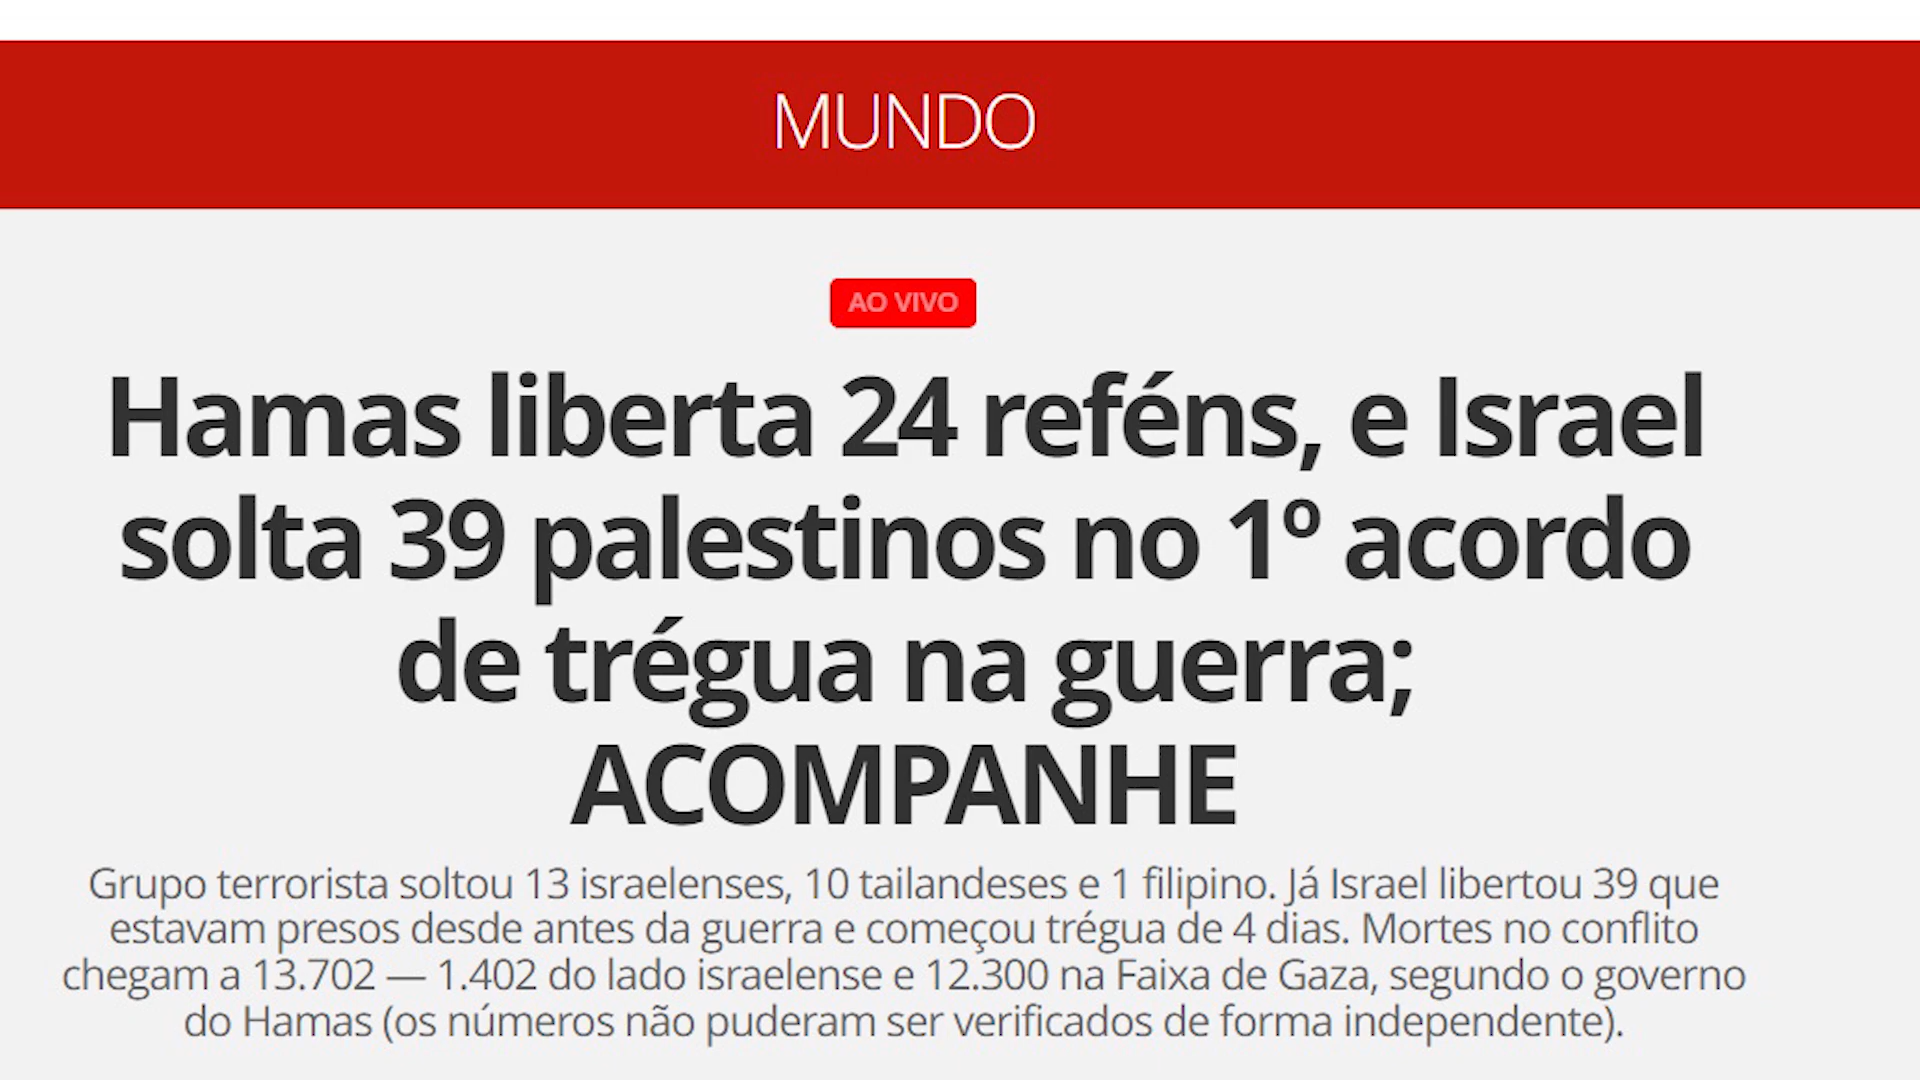 MUNDO
AO VIVO
Hamas liberta 24 reféns, e Israel
solta 39 palestinos no 1º acordo
de trégua na guerra;
ACOMPANHE
Grupo terrorista soltou 13 israelenses, 10 tailandeses e 1 filipino. Já Israel libertou 39 que
estavam presos desde antes da guerra e começou trégua de 4 dias. Mortes no conflito
chegam a 13.702 — 1.402 do lado israelense e 12.300 na Faixa de Gaza, segundo o governo
do Hamas (os números não puderam ser verificados de forma independente).